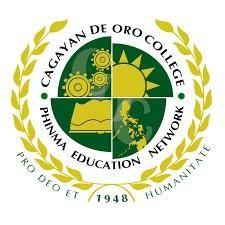 CAGAYAN DE ORO COLLEGE
PHINMA EDUCATION NETWORK
PRO DEO ET HUMANITATE
1948